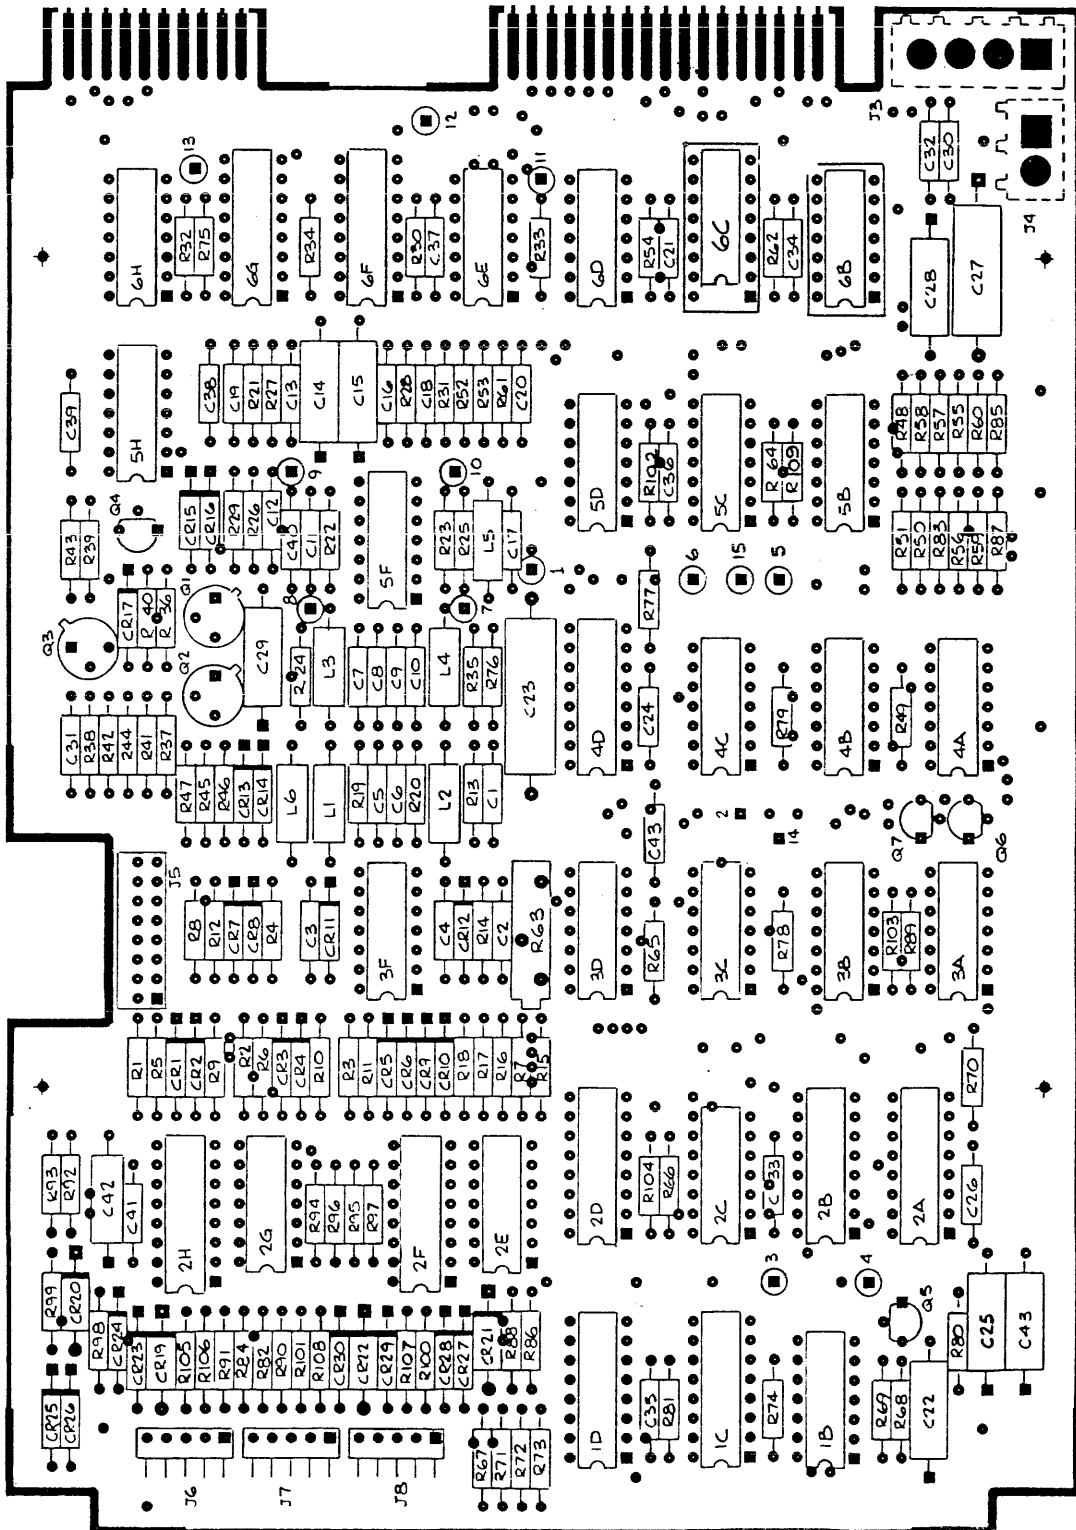 J3
J4
12
13
11
C32
C30
6H
R32
R75
6G
R34
6F
R30
C37
6E
R33
6D
R54
C21
6C
R62
C34
6B
C28
C27
C39
5H
C38
C19
R21
R27
C13
C14
C15
C16
R28
C18
R31
R52
R53
R61
C20
5D
R102
C36
5C
R64
R109
5B
R48
R58
R57
R55
R60
R85
9
10
R43
R39
Q4
CR15
CR16
R29
R26
C12
C40
C11
R22
5F
R23
R25
L5
C17
1
6
15
5
R51
R50
R83
R56
R59
R87
Q3
CR17
R40
R36
Q1
Q2
C29
8
7
R77
C31
R38
R42
R44
R41
R37
R24
L3
C7
C8
C9
C10
L4
R35
R76
C23
4D
C24
4C
R79
4B
R49
4A
R47
R45
R46
CR13
CR14
L6
L1
R19
C5
C6
R20
L2
R13
C1
C43
2
14
Q7
Q6
J5
R8
R12
CR7
CR8
R4
C3
CR11
3F
C4
CR12
R14
C2
R63
3D
R65
3C
R78
3B
R103
R89
3A
R1
R5
CR1
CR2
R9
R2
R6
CR3
CR4
R10
R3
R11
CR5
CR6
CR9
CR10
R18
R17
R16
R7
R15
R70
R93
R92
C42
C41
2H
2G
R94
R96
R95
R97
2F
2E
2D
R104
R66
2C
C33
2B
2A
C26
R99
CR20
3
4
Q5
R98
CR24
CR23
CR19
R105
R106
R91
R84
R82
R90
R101
R108
CR30
CR22
CR29
R107
R100
CR28
CR27
CR21
R88
R86
R80
C25
C43
CR25
CR26
1D
C35
R81
1C
R74
1B
R69
R68
C22
J6
J7
J8
R67
R71
R72
R73